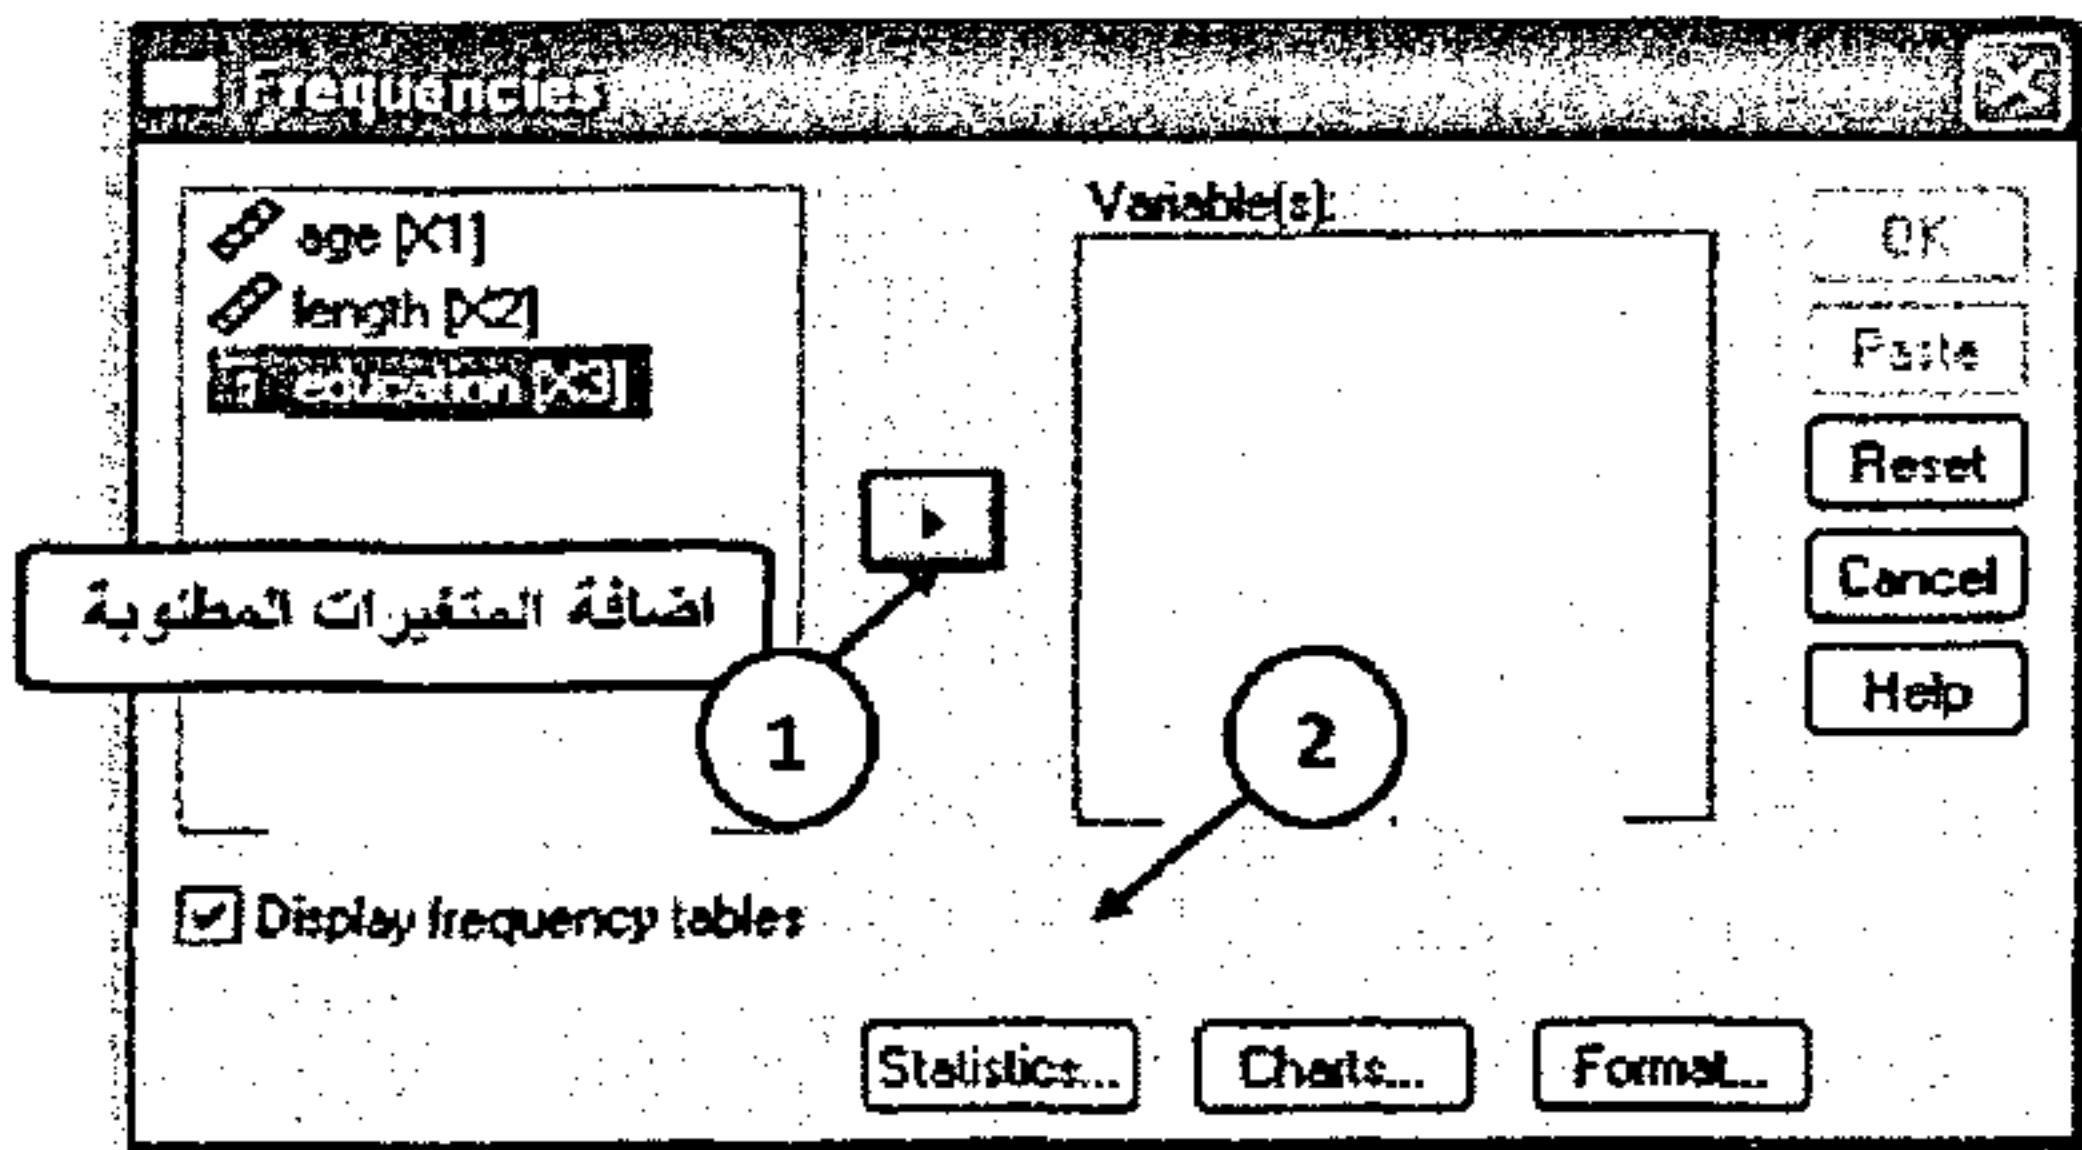 Frequencies
age [X1]
length [X2]
education [X3]
Variable(s):
OK
Paste
Reset
Cancel
Help
اضافة المتغيرات المطلوبة
1
2
Display frequency tables
Statistics...
Charts...
Format...